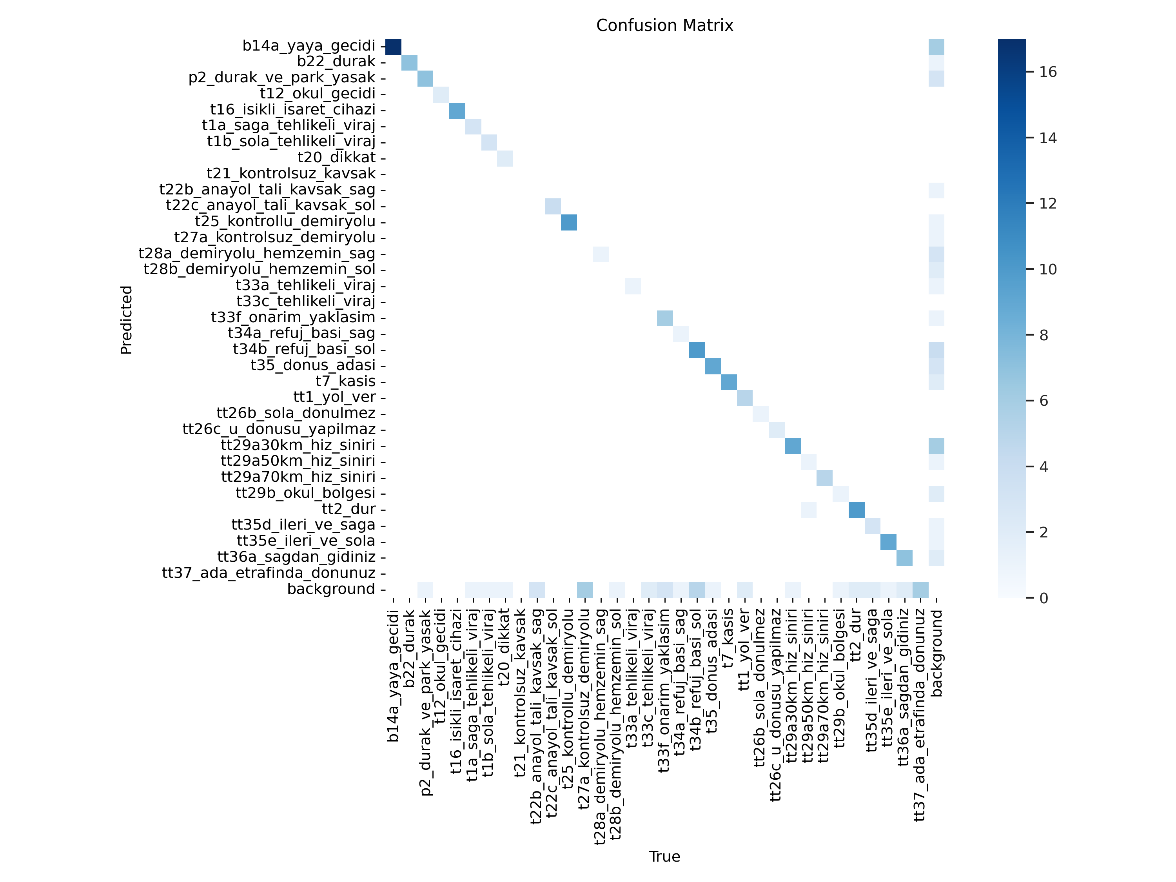 Confusion Matrix
b14a_yaya_gecidi
b22_durak
p2_durak_ve_park_yasak
t12_okul_gecidi
t16_isikli_isaret_cihazi
t1a_saga_tehlikeli_viraj
t1b_sola_tehlikeli_viraj
t20_dikkat
t21_kontrolsuz_kavsak
t22b_anayol_tali_kavsak_sag
t22c_anayol_tali_kavsak_sol
t25_kontrollu_demiryolu
t27a_kontrolsuz_demiryolu
t28a_demiryolu_hemzemin_sag
t28b_demiryolu_hemzemin_sol
t33a_tehlikeli_viraj
t33c_tehlikeli_viraj
t33f_onarim_yaklasim
t34a_refuj_basi_sag
t34b_refuj_basi_sol
t35_donus_adasi
t7_kasis
tt1_yol_ver
tt26b_sola_donulmez
tt26c_u_donusu_yapilmaz
tt29a30km_hiz_siniri
tt29a50km_hiz_siniri
tt29a70km_hiz_siniri
tt29b_okul_bolgesi
tt2_dur
tt35d_ileri_ve_saga
tt35e_ileri_ve_sola
tt36a_sagdan_gidiniz
tt37_ada_etrafinda_donunuz
background
Predicted
b14a_yaya_gecidi
b22_durak
p2_durak_ve_park_yasak
t12_okul_gecidi
t16_isikli_isaret_cihazi
t1a_saga_tehlikeli_viraj
t1b_sola_tehlikeli_viraj
t20_dikkat
t21_kontrolsuz_kavsak
t22b_anayol_tali_kavsak_sag
t22c_anayol_tali_kavsak_sol
t25_kontrollu_demiryolu
t27a_kontrolsuz_demiryolu
t28a_demiryolu_hemzemin_sag
t28b_demiryolu_hemzemin_sol
t33a_tehlikeli_viraj
t33c_tehlikeli_viraj
t33f_onarim_yaklasim
t34a_refuj_basi_sag
t34b_refuj_basi_sol
t35_donus_adasi
t7_kasis
tt1_yol_ver
tt26b_sola_donulmez
tt26c_u_donusu_yapilmaz
tt29a30km_hiz_siniri
tt29a50km_hiz_siniri
tt29a70km_hiz_siniri
tt29b_okul_bolgesi
tt2_dur
tt35d_ileri_ve_saga
tt35e_ileri_ve_sola
tt36a_sagdan_gidiniz
tt37_ada_etrafinda_donunuz
background
True
16
14
12
10
8
6
4
2
0